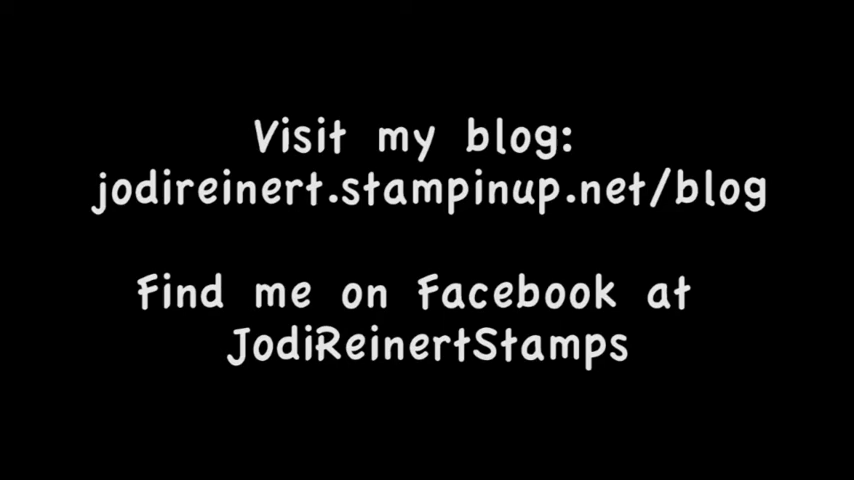 Visit my blog:
jodireinert.stampinup.net/blog
Find me on Facebook at
JodiReinertStamps